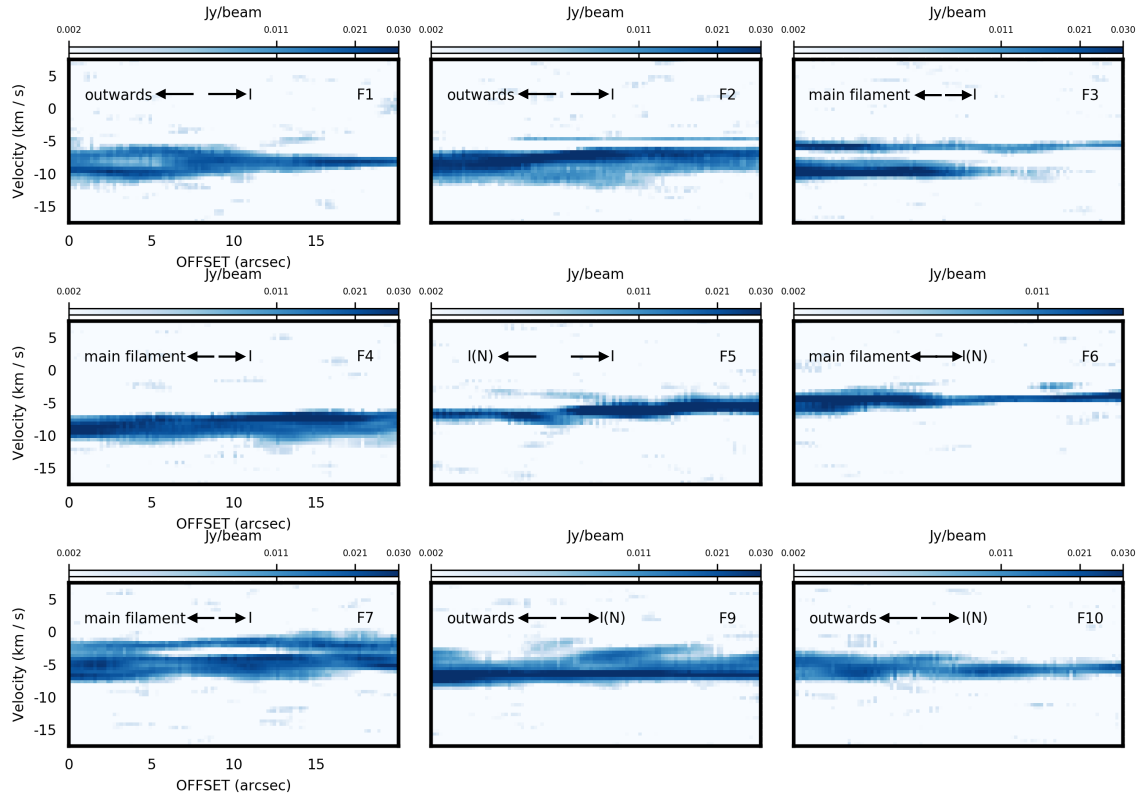 Jy/beam Jy/beam Jy/beam
0.002 0.011 0.021 0.030 0.002 0.011 0.021 0.030 0.002 0.011 0.021 0.030
5
outwards I F1 outwards I F2 main filament I F3
0
-5
-10
-15
Velocity (km / s)
0 5 10 15
OFFSET (arcsec)
Jy/beam Jy/beam Jy/beam
0.002 0.011 0.021 0.030 0.002 0.011 0.021 0.030 0.002 0.011
5
main filament I F4 I(N) I F5 main filament I(N) F6
0
-5
-10
-15
Velocity (km / s)
0 5 10 15
OFFSET (arcsec)
Jy/beam Jy/beam Jy/beam
0.002 0.011 0.021 0.030 0.002 0.011 0.021 0.030 0.002 0.011 0.021 0.030
5
main filament I F7 outwards I(N) F9 outwards I(N) F10
0
-5
-10
-15
Velocity (km / s)
0 5 10 15
OFFSET (arcsec)